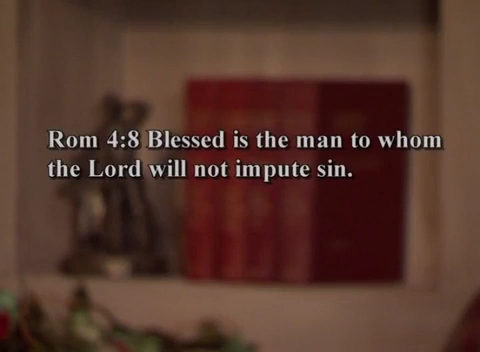 Rom 4:8 Blessed is the man to whom
the Lord will not impute sin.